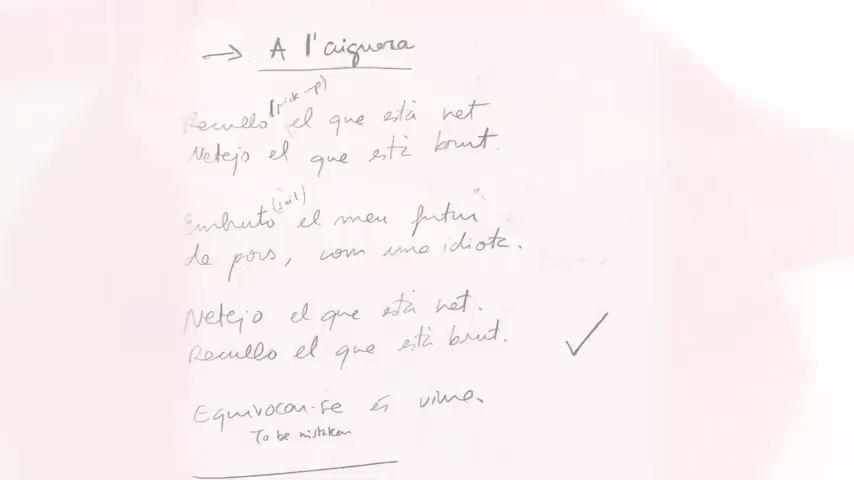 → A l'aiguera
(pick up)
Recullo el que està net
Netejo el que està brut.
(soil)
Embruto el meu futur
de pors, com una idiota.
Netejo el que està net.
Recullo el que està brut.
Equivocar-se és viure.
To be mistaken